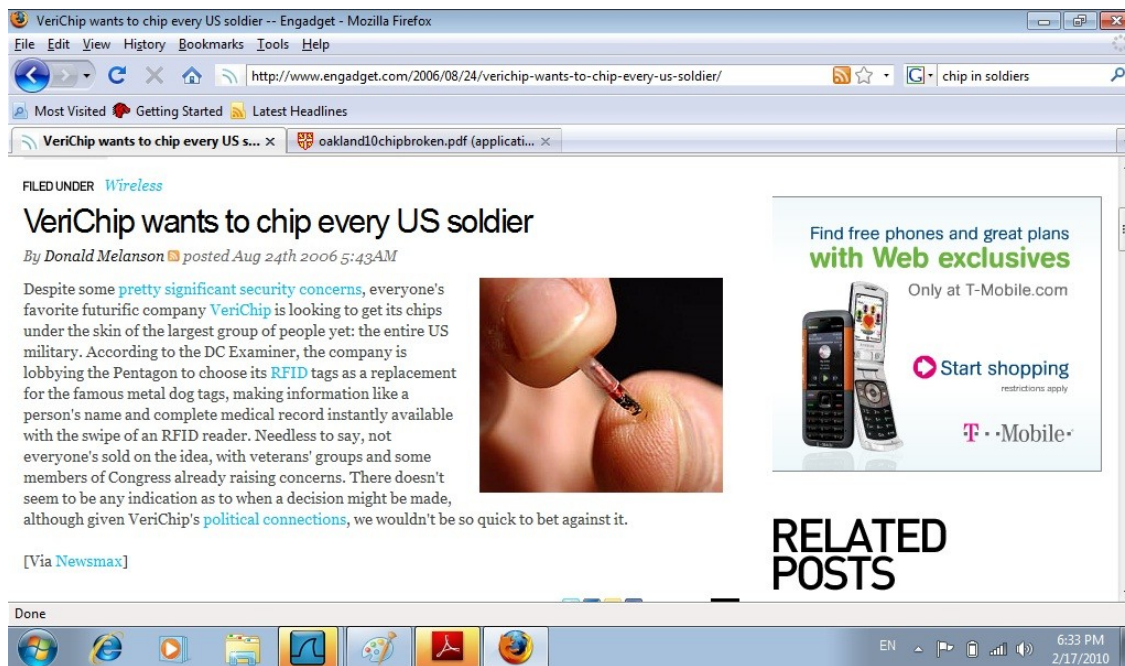 VeriChip wants to chip every US soldier -- Engadget - Mozilla Firefox
File Edit View History Bookmarks Tools Help
http://www.engadget.com/2006/08/24/verichip-wants-to-chip-every-us-soldier/ G chip in soldiers
Most Visited Getting Started Latest Headlines
VeriChip wants to chip every US s... oakland10chipbroken.pdf (applicati...
FILED UNDER Wireless
VeriChip wants to chip every US soldier
By Donald Melanson posted Aug 24th 2006 5:43AM
Despite some pretty significant security concerns, everyone's
favorite futurific company VeriChip is looking to get its chips
under the skin of the largest group of people yet: the entire US
military. According to the DC Examiner, the company is
lobbying the Pentagon to choose its RFID tags as a replacement
for the famous metal dog tags, making information like a
person's name and complete medical record instantly available
with the swipe of an RFID reader. Needless to say, not
everyone's sold on the idea, with veterans' groups and some
members of Congress already raising concerns. There doesn't
seem to be any indication as to when a decision might be made,
although given VeriChip's political connections, we wouldn't be so quick to bet against it.
[Via Newsmax]
Find free phones and great plans
with Web exclusives
Only at T-Mobile.com
Start shopping
restrictions apply
T-Mobile
RELATED
POSTS
Done
EN 6:33 PM
2/17/2010